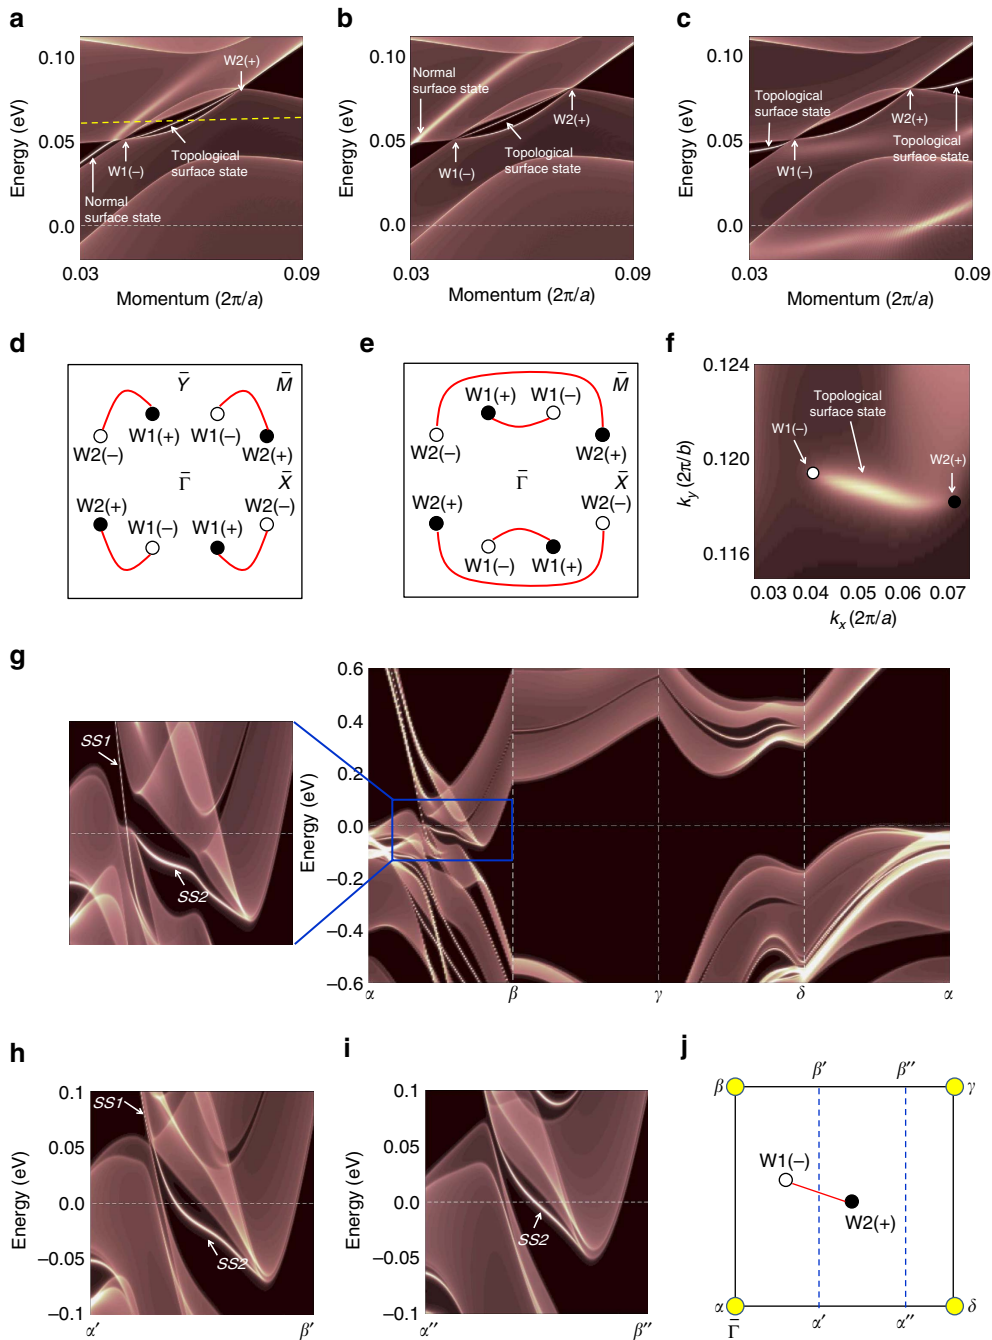 a
b
c
Energy (eV)
0.10
0.05
0.0
0.03
0.09
Momentum (2π/a)
W2(+)
W1(–)
Topological
surface state
Normal
surface state
Energy (eV)
0.10
0.05
0.0
0.03
0.09
Momentum (2π/a)
Normal
surface state
W2(+)
W1(–)
Topological
surface state
Energy (eV)
0.10
0.05
0.0
0.03
0.09
Momentum (2π/a)
Topological
surface state
W2(+)
W1(–)
Topological
surface state
d
Y̅ M̅
W1(+) W1(–)
W2(–) W2(+)
Γ̅ X̅
W2(+) W2(–)
W1(–) W1(+)
e
M̅
W1(+) W1(–)
W2(–) W2(+)
Γ̅ X̅
W2(+) W2(–)
W1(–) W1(+)
f
0.124
0.120
0.116
k_y (2π/b)
Topological
surface state
W1(–)
W2(+)
0.03 0.04 0.05 0.06 0.07
k_x (2π/a)
g
SS1
SS2
Energy (eV)
0.6
0.4
0.2
0.0
–0.2
–0.4
–0.6
α β γ δ α
h
Energy (eV)
0.1
0.05
0.0
–0.05
–0.1
SS1
SS2
α′ β′
i
Energy (eV)
0.1
0.05
0.0
–0.05
–0.1
SS2
α″ β″
j
β′ β″
β γ
W1(–)
W2(+)
α δ
Γ̅ α′ α″